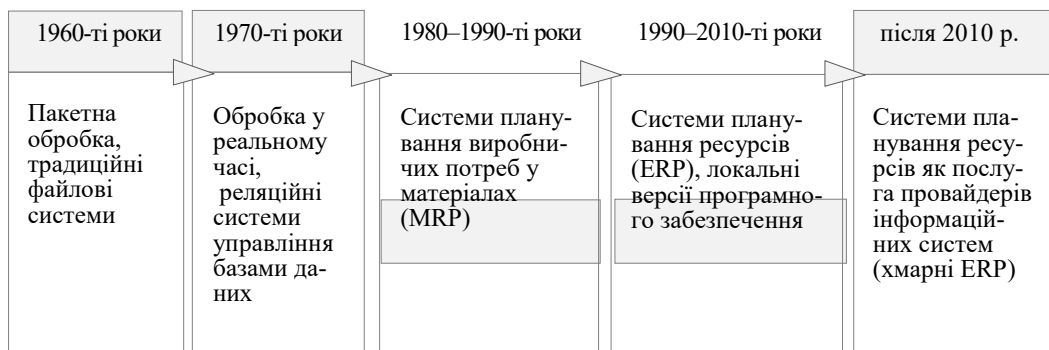 1960-ті роки
1970-ті роки
1980–1990-ті роки
1990–2010-ті роки
після 2010 р.
Пакетна
обробка,
традиційні
файлові
системи
Обробка у
реальному
часі,
реляційні
системи
управління
базами да-
них
Системи плану-
вання виробни-
чих потреб у
матеріалах
(MRP)
Системи плану-
вання ресурсів
(ERP), локальні
версії програмно-
го забезпечення
Системи пла-
нування ресу-
рсів як послу-
га провайдерів
інформацій-
них систем
(хмарні ERP)